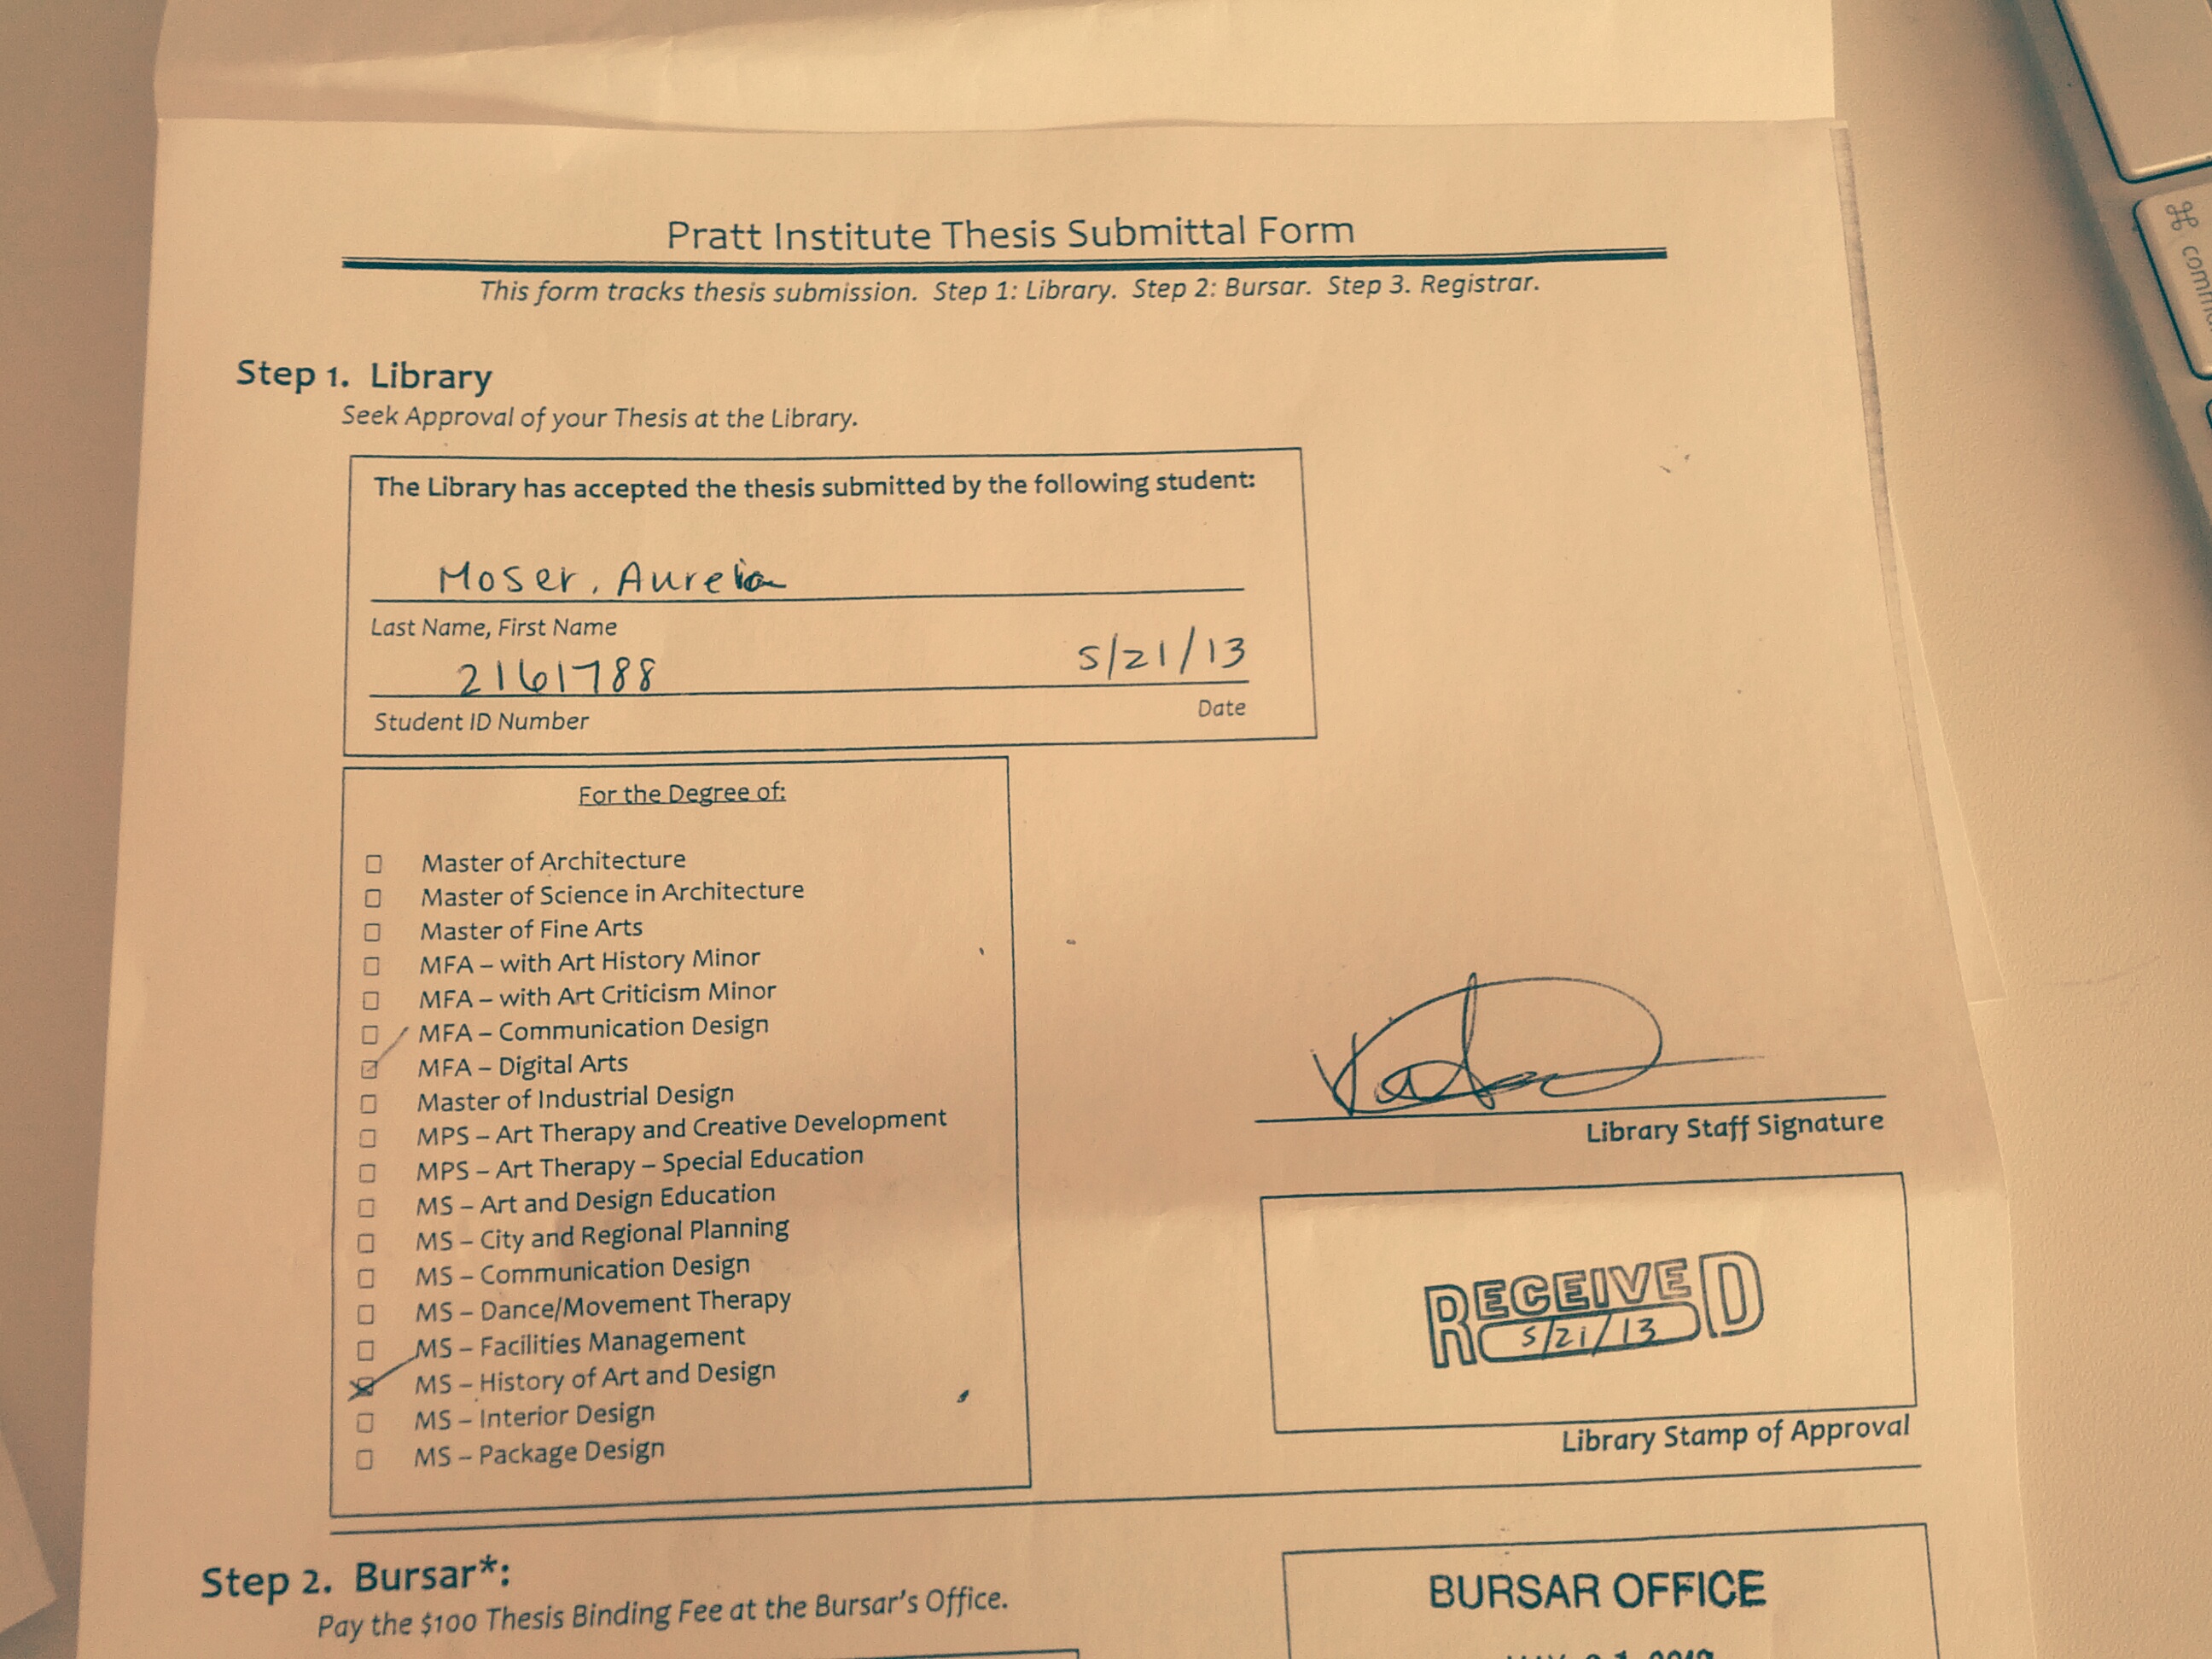 Pratt Institute Thesis Submittal Form
This form tracks thesis submission. Step 1: Library. Step 2: Bursar. Step 3. Registrar.
Step 1. Library
Seek Approval of your Thesis at the Library.
The Library has accepted the thesis submitted by the following student:
Moser, Aurelia
Last Name, First Name
2161788 5/21/13
Student ID Number Date
For the Degree of:
Master of Architecture
Master of Science in Architecture
Master of Fine Arts
MFA – with Art History Minor
MFA – with Art Criticism Minor
MFA – Communication Design
MFA – Digital Arts
Master of Industrial Design
MPS – Art Therapy and Creative Development
MPS – Art Therapy – Special Education
MS – Art and Design Education
MS – City and Regional Planning
MS – Communication Design
MS – Dance/Movement Therapy
MS – Facilities Management
MS – History of Art and Design
MS – Interior Design
MS – Package Design
Library Staff Signature
RECEIVED
5/21/13
Library Stamp of Approval
Step 2. Bursar*:
Pay the $100 Thesis Binding Fee at the Bursar's Office.
BURSAR OFFICE
⌘